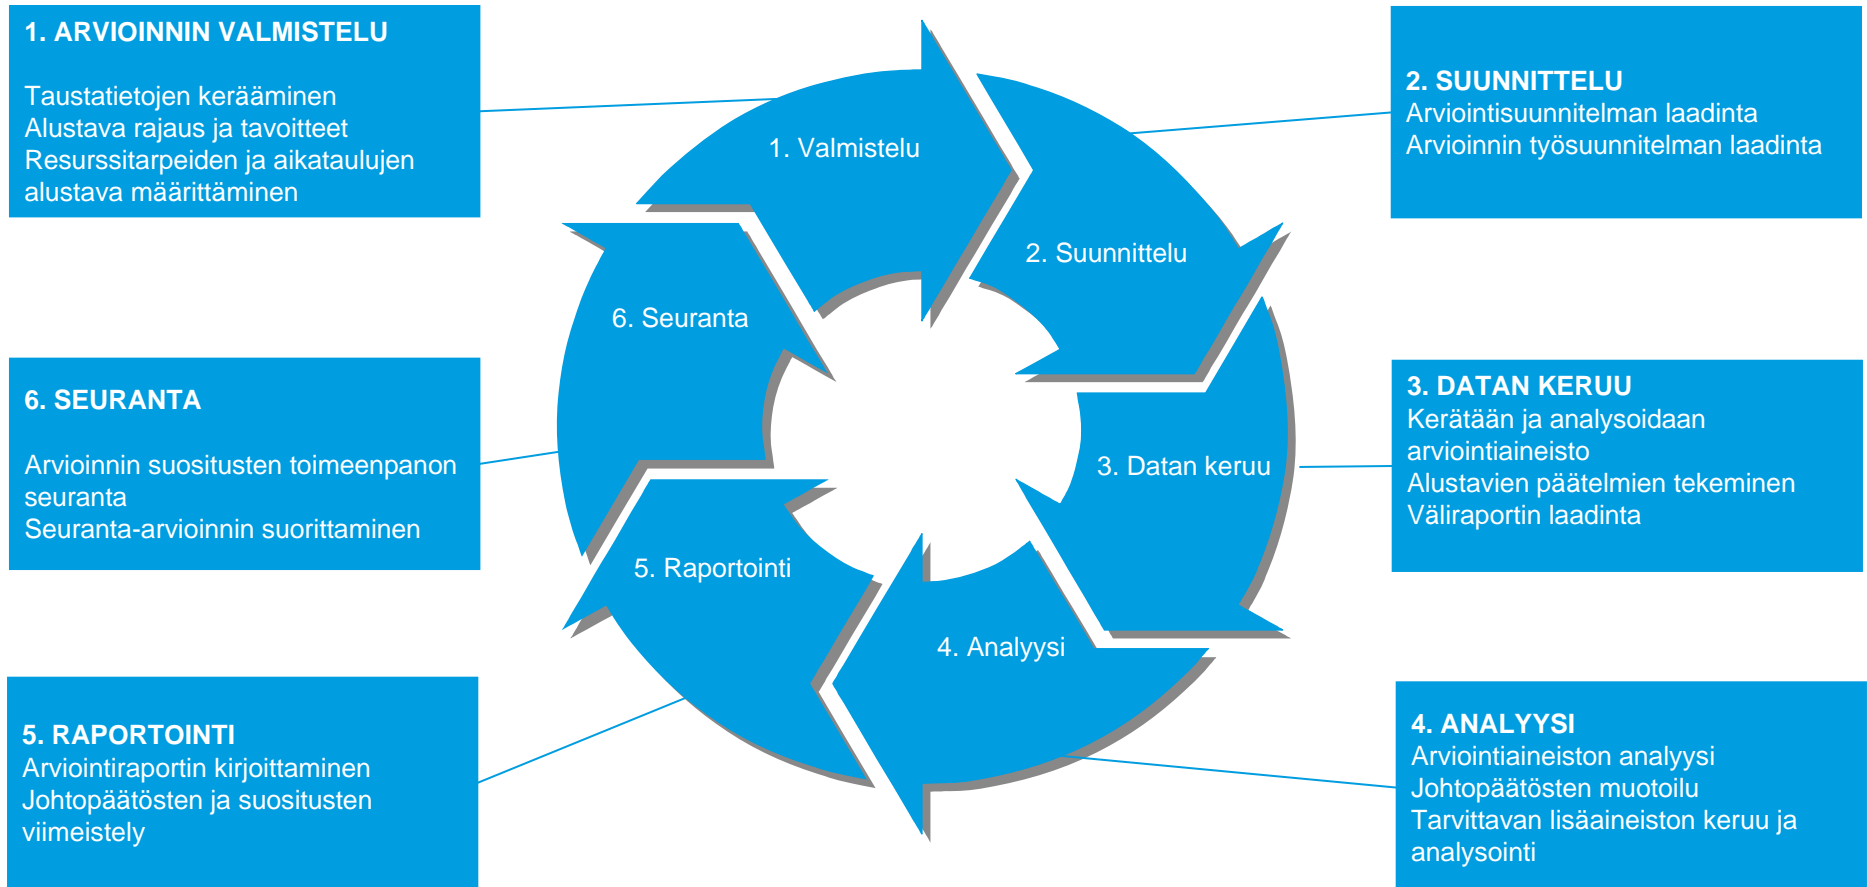 1. ARVIOINNIN VALMISTELU
Taustatietojen kerääminen
Alustava rajaus ja tavoitteet
Resurssitarpeiden ja aikataulujen
alustava määrittäminen
2. SUUNNITTELU
Arviointisuunnitelman laadinta
Arvioinnin työsuunnitelman laadinta
1. Valmistelu
2. Suunnittelu
3. Datan keruu
4. Analyysi
5. Raportointi
6. Seuranta
6. SEURANTA
Arvioinnin suositusten toimeenpanon
seuranta
Seuranta-arvioinnin suorittaminen
3. DATAN KERUU
Kerätään ja analysoidaan
arviointiaineisto
Alustavien päätelmien tekeminen
Väliraportin laadinta
5. RAPORTOINTI
Arviointiraportin kirjoittaminen
Johtopäätösten ja suositusten
viimeistely
4. ANALYYSI
Arviointiaineiston analyysi
Johtopäätösten muotoilu
Tarvittavan lisäaineiston keruu ja
analysointi